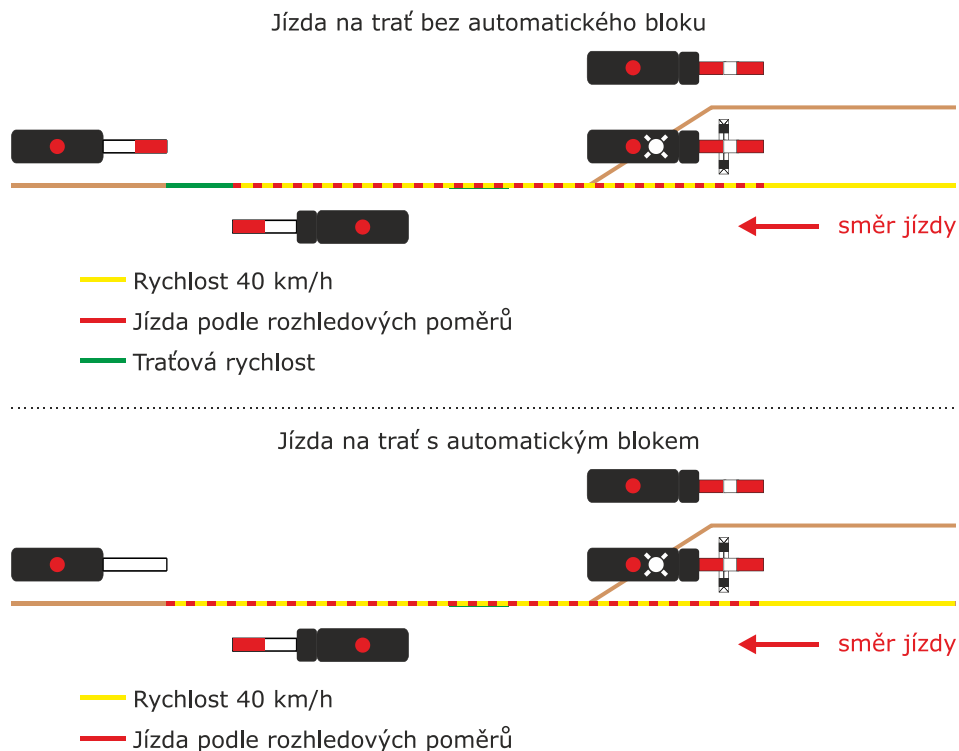 Jízda na trať bez automatického bloku
směr jízdy
Rychlost 40 km/h
Jízda podle rozhledových poměrů
Traťová rychlost
Jízda na trať s automatickým blokem
směr jízdy
Rychlost 40 km/h
Jízda podle rozhledových poměrů